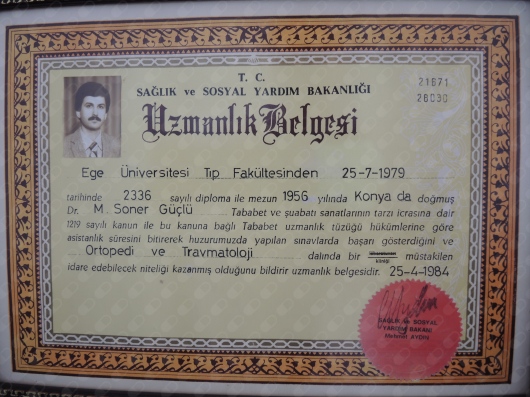 T. C.
SAĞLIK ve SOSYAL YARDIM BAKANLIĞI
21671
26030
Uzmanlık Belgesi
Ege Üniversitesi Tıp Fakültesinden 25-7-1979
tarihinde 2336 sayılı diploma ile mezun 1956 yılında Konya da doğmuş
Dr. M. Soner Güçlü Tababet ve şuabatı sanatlarının tarzı icrasına dair
1219 sayılı kanun ile bu kanuna bağlı Tababet uzmanlık tüzüğü hükümlerine göre
asistanlık süresini bitirerek huzurumuzda yapılan sınavlarda başarı gösterdiğini ve
Ortopedi ve Travmatoloji dalında bir müstakilen
idare edebilecek niteliği kazanmış olduğunu bildirir uzmanlık belgesidir. 25-4-1984
SAĞLIK ve SOSYAL
YARDIM BAKANI
Mehmet AYDIN